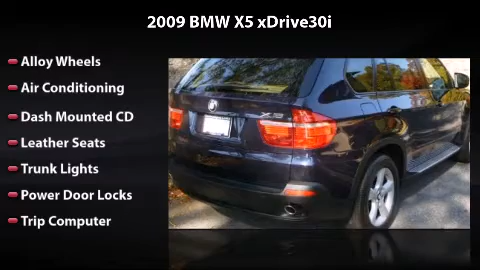 2009 BMW X5 xDrive30i
Alloy Wheels
Air Conditioning
Dash Mounted CD
Leather Seats
Trunk Lights
Power Door Locks
Trip Computer